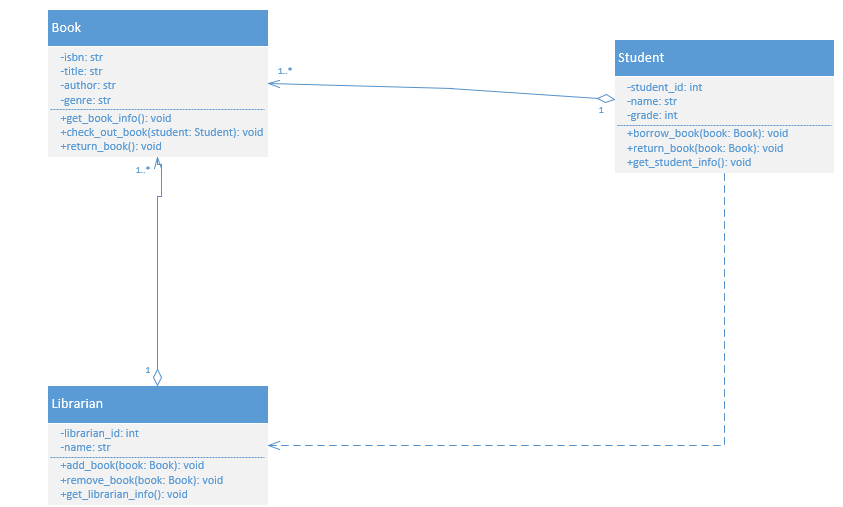 Book
-isbn: str
-title: str
-author: str
-genre: str
+get_book_info(): void
+check_out_book(student: Student): void
+return_book(): void
1..*
1..*
Student
-student_id: int
-name: str
-grade: int
+borrow_book(book: Book): void
+return_book(book: Book): void
+get_student_info(): void
1
1
Librarian
-librarian_id: int
-name: str
+add_book(book: Book): void
+remove_book(book: Book): void
+get_librarian_info(): void